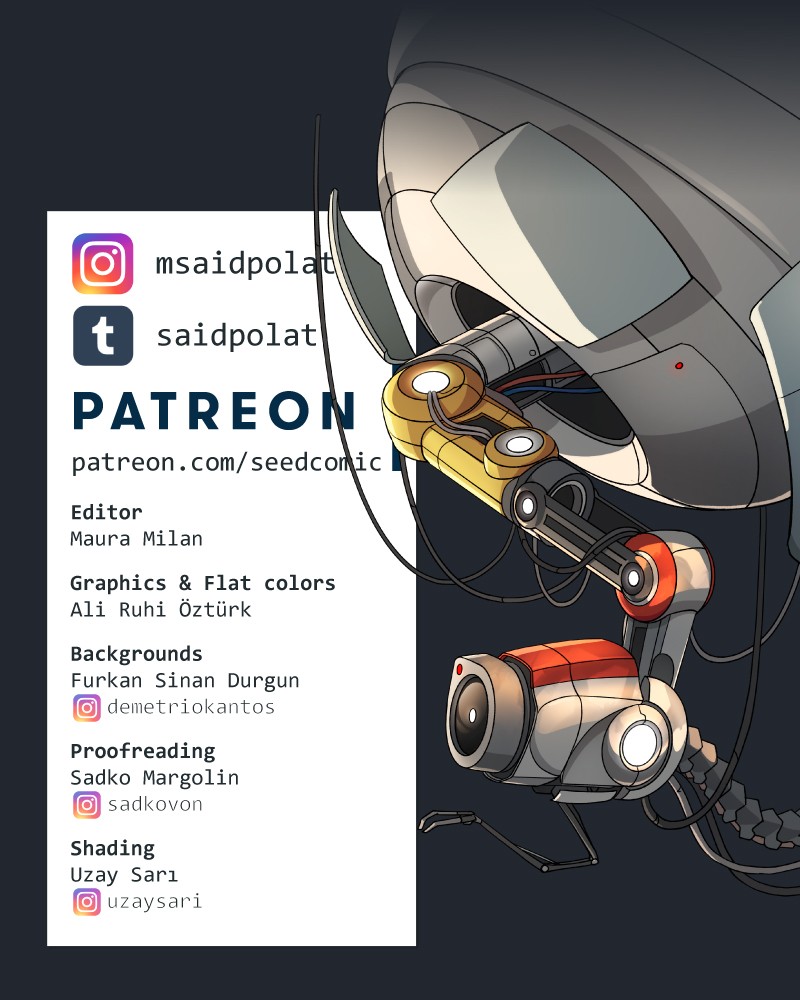 msaidpolat
saidpolat
PATREON
patreon.com/seedcomic
Editor
Maura Milan
Graphics & Flat colors
Ali Ruhi Öztürk
Backgrounds
Furkan Sinan Durgun
demetriokantos
Proofreading
Sadko Margolin
sadkovon
Shading
Uzay Sarı
uzaysari